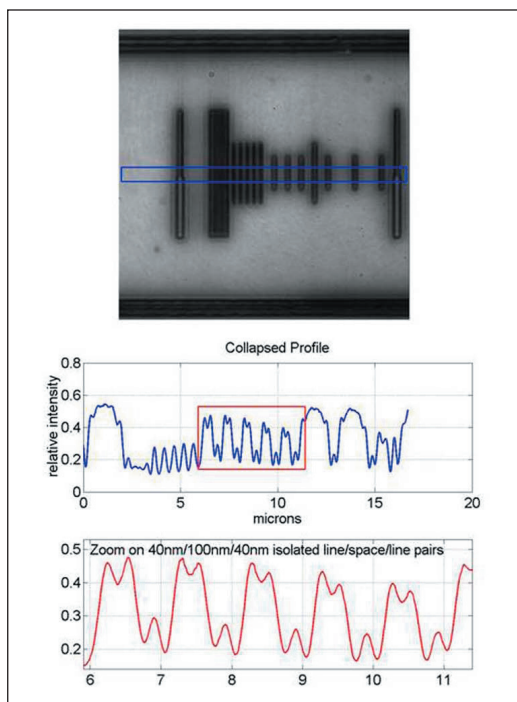 Collapsed Profile
0.8
0.6
0.4
0.2
0
relative intensity
0 5 10 15 20
microns
Zoom on 40nm/100nm/40nm isolated line/space/line pairs
0.5
0.4
0.3
0.2
6 7 8 9 10 11